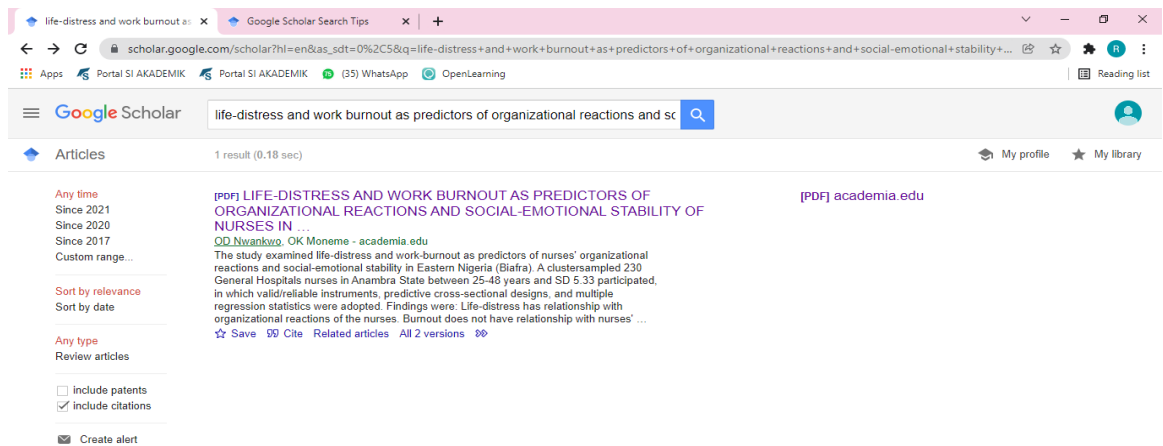 life-distress and work burnout as
Google Scholar Search Tips
scholar.google.com/scholar?hl=en&as_sdt=0%2C5&q=life-distress+and+work+burnout+as+predictors+of+organizational+reactions+and+social-emotional+stability+...
R
Apps
Portal SI AKADEMIK
Portal SI AKADEMIK
(35) WhatsApp
OpenLearning
Reading list
Google Scholar
life-distress and work burnout as predictors of organizational reactions and sc
Articles
1 result (0.18 sec)
My profile
My library
Any time
Since 2021
Since 2020
Since 2017
Custom range...
Sort by relevance
Sort by date
Any type
Review articles
include patents
include citations
Create alert
[PDF] LIFE-DISTRESS AND WORK BURNOUT AS PREDICTORS OF
ORGANIZATIONAL REACTIONS AND SOCIAL-EMOTIONAL STABILITY OF
NURSES IN …
OD Nwankwo, OK Moneme - academia.edu
The study examined life-distress and work-burnout as predictors of nurses' organizational
reactions and social-emotional stability in Eastern Nigeria (Biafra). A clustersampled 230
General Hospitals nurses in Anambra State between 25-48 years and SD 5.33 participated,
in which valid/reliable instruments, predictive cross-sectional designs, and multiple
regression statistics were adopted. Findings were: Life-distress has relationship with
organizational reactions of the nurses. Burnout does not have relationship with nurses' …
Save Cite Related articles All 2 versions
[PDF] academia.edu